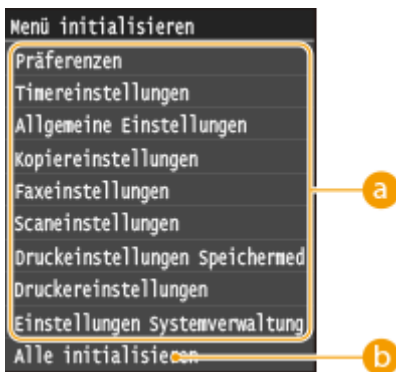 Menü initialisieren
Präferenzen
Timereinstellungen
Allgemeine Einstellungen
Kopiereinstellungen
Faxeinstellungen
Scaneinstellungen
Druckeinstellungen Speichermed
Druckereinstellungen
Einstellungen Systemverwaltung
Alle initialisieren
a
b